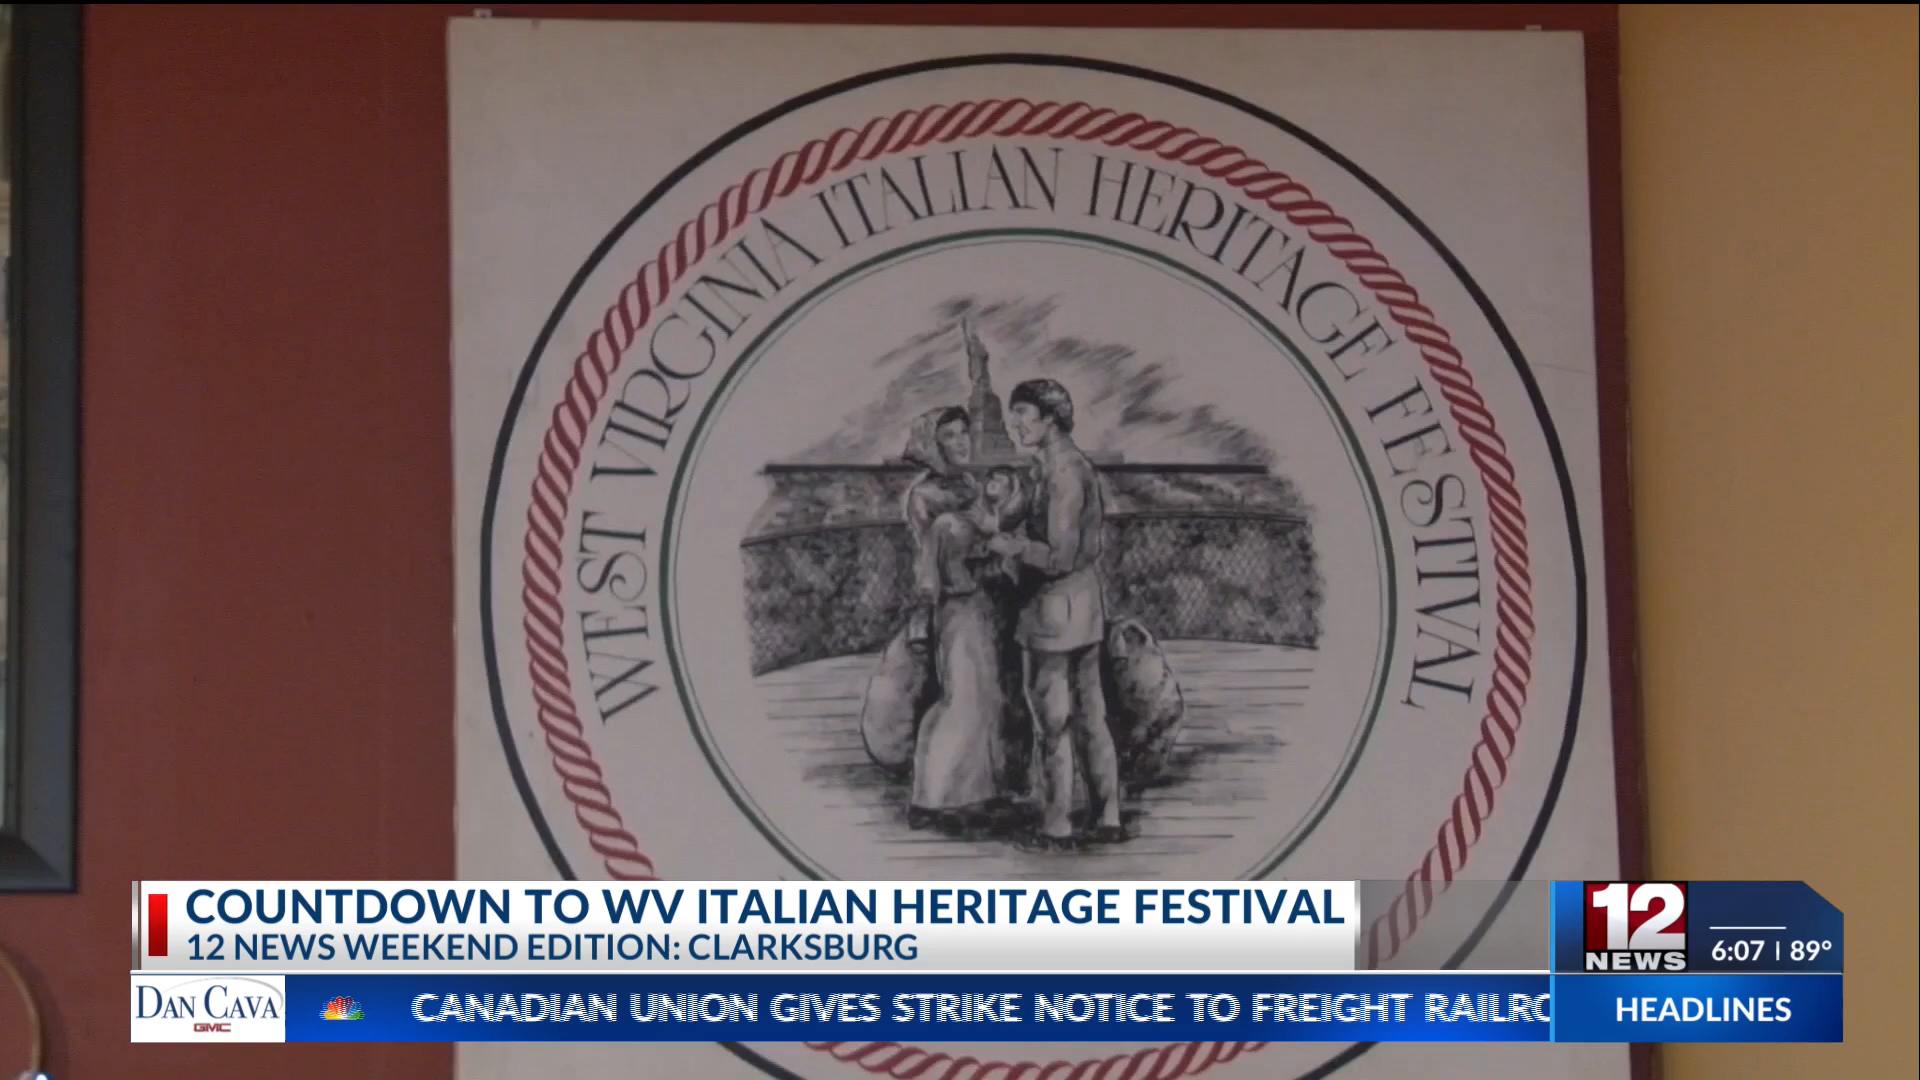 WEST VIRGINIA ITALIAN HERITAGE FESTIVAL
COUNTDOWN TO WV ITALIAN HERITAGE FESTIVAL
12 NEWS WEEKEND EDITION: CLARKSBURG
12
NEWS
6:07 | 89°
DAN CAVA
GMC
CANADIAN UNION GIVES STRIKE NOTICE TO FREIGHT RAILRO
HEADLINES